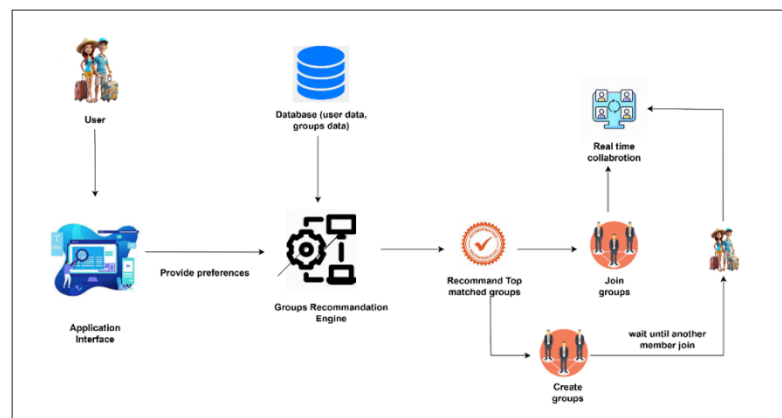 User
Database (user data,
groups data)
Real time
collabrotion
Provide preferences
Application
Interface
Groups Recommandation
Engine
Recommand Top
matched groups
Join
groups
wait until another
member join
Create
groups